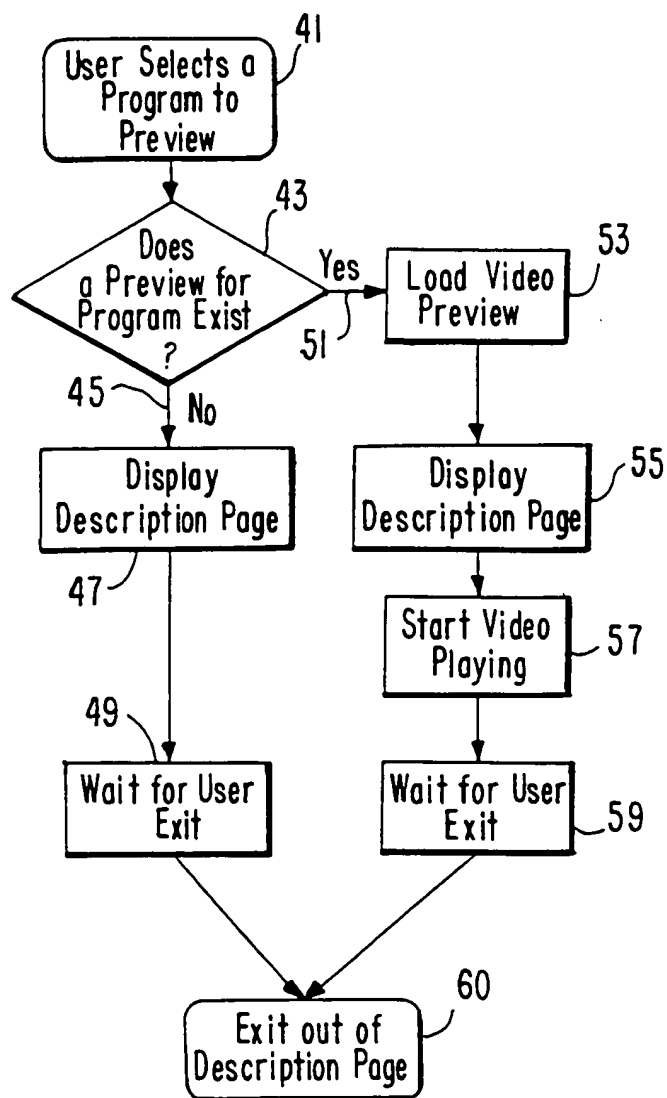 41
User Selects a
Program to
Preview
43
Does
a Preview for
Program Exist
?
Yes
51
53
Load Video
Preview
45
No
Display
Description Page
47
55
Display
Description Page
57
Start Video
Playing
49
Wait for User
Exit
Wait for User
Exit
59
60
Exit out of
Description Page